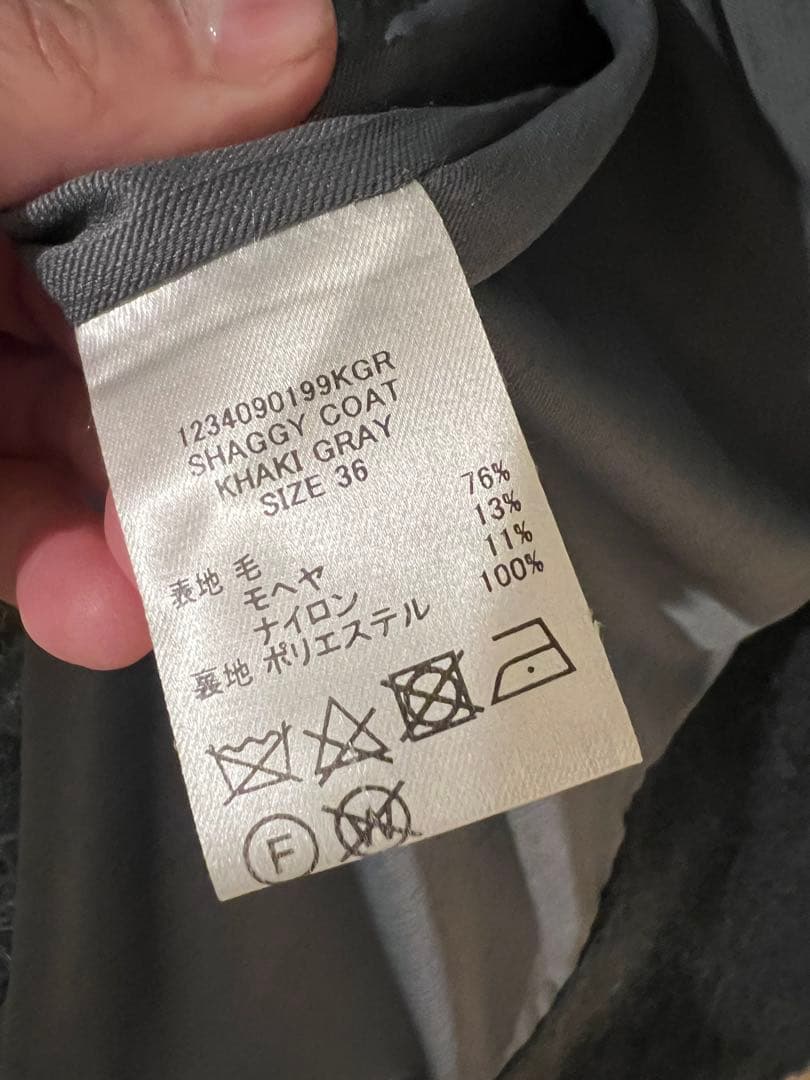 1234090199KGR
SHAGGY COAT
KHAKI GRAY
SIZE 36
表地 毛 76%
モヘヤ 13%
ナイロン 11%
裏地 ポリエステル 100%
F W